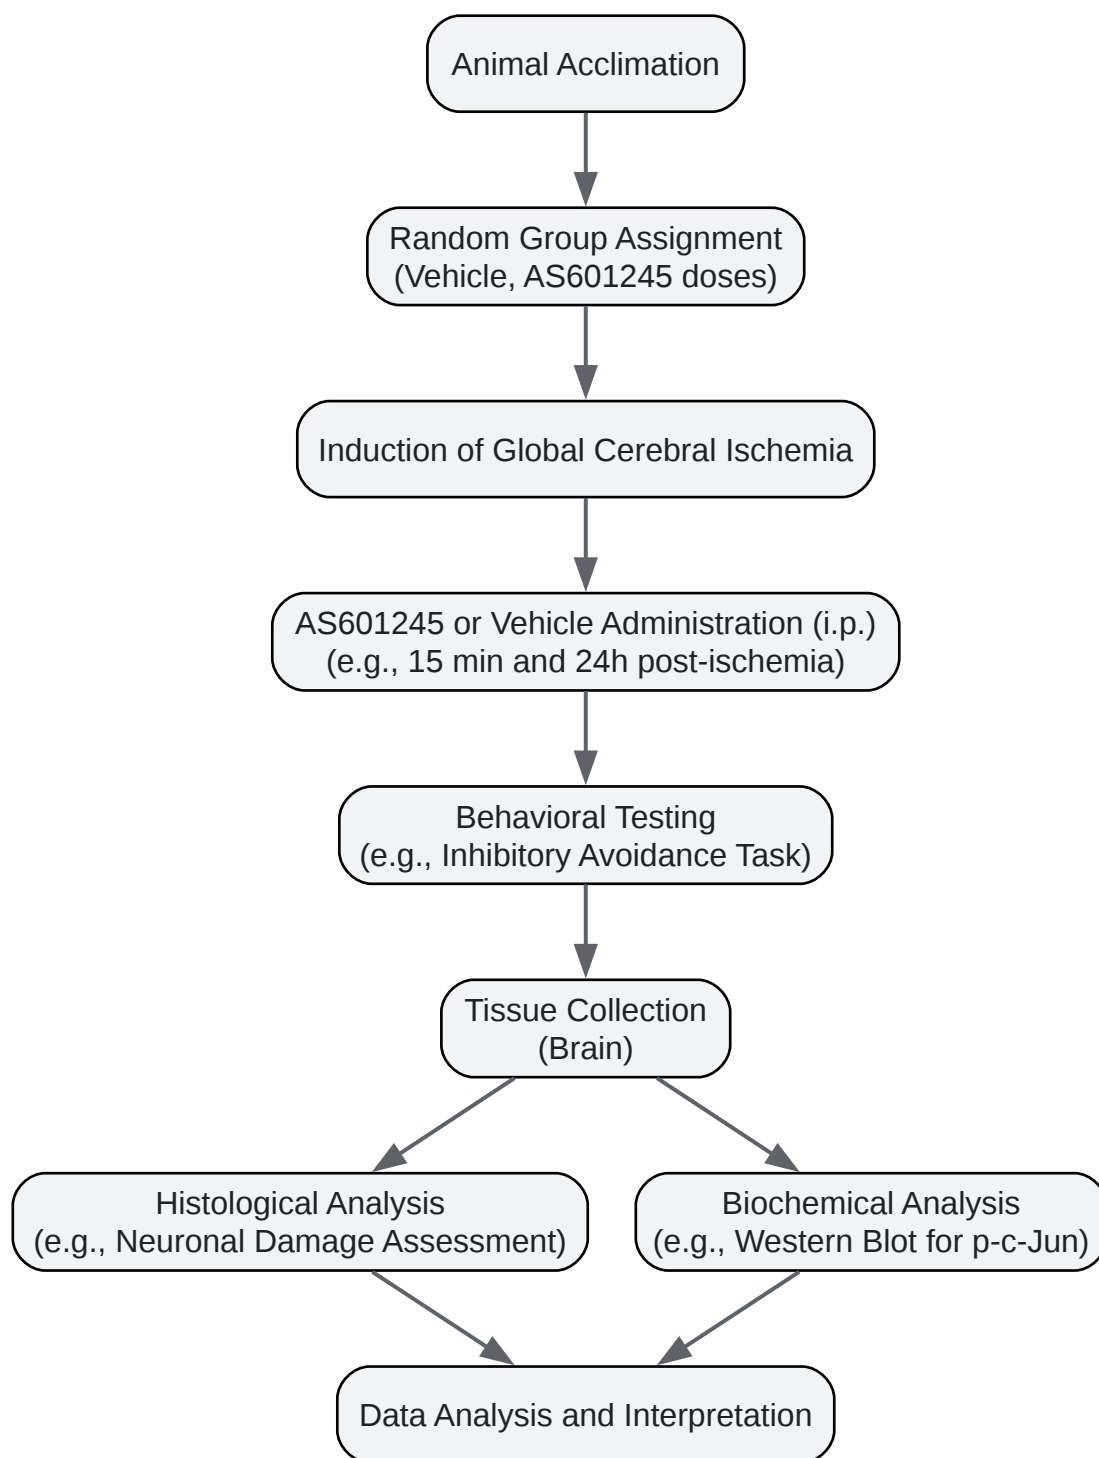 Animal Acclimation
Random Group Assignment
(Vehicle, AS601245 doses)
Induction of Global Cerebral Ischemia
AS601245 or Vehicle Administration (i.p.)
(e.g., 15 min and 24h post-ischemia)
Behavioral Testing
(e.g., Inhibitory Avoidance Task)
Tissue Collection
(Brain)
Histological Analysis
(e.g., Neuronal Damage Assessment)
Biochemical Analysis
(e.g., Western Blot for p-c-Jun)
Data Analysis and Interpretation